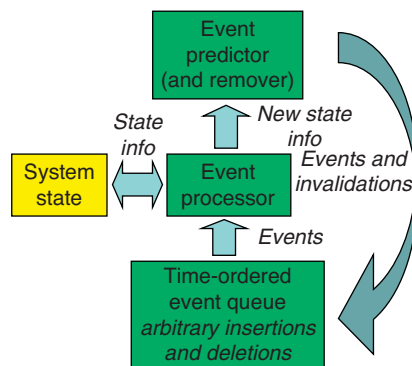 Event
predictor
(and remover)
State
info
New state
info
Events and
invalidations
System
state
Event
processor
Events
Time-ordered
event queue
arbitrary insertions
and deletions